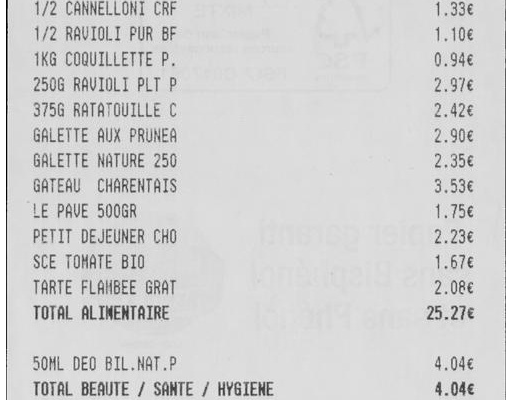 1/2 CANNELLONI CRF 1.33€
1/2 RAVIOLI PUR BF 1.10€
1KG COQUILLETTE P. 0.94€
250G RAVIOLI PLT P 2.97€
375G RATATOUILLE C 2.42€
GALETTE AUX PRUNEA 2.90€
GALETTE NATURE 250 2.35€
GATEAU CHARENTAIS 3.53€
LE PAVE 500GR 1.75€
PETIT DEJEUNER CHO 2.23€
SCE TOMATE BIO 1.67€
TARTE FLAMBEE GRAT 2.08€
TOTAL ALIMENTAIRE 25.27€
50ML DEO BIL.NAT.P 4.04€
TOTAL BEAUTE / SANTE / HYGIENE 4.04€